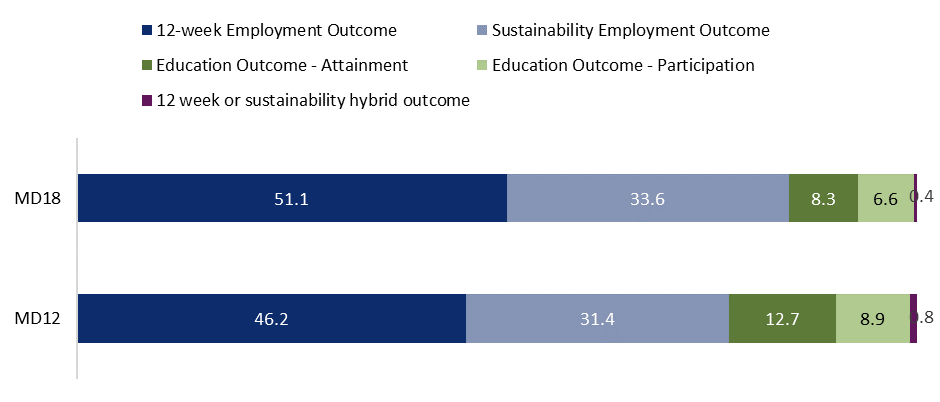 12-week Employment Outcome Sustainability Employment Outcome
Education Outcome - Attainment Education Outcome - Participation
12 week or sustainability hybrid outcome
MD18 51.1 33.6 8.3 6.6 0.4
MD12 46.2 31.4 12.7 8.9 0.8